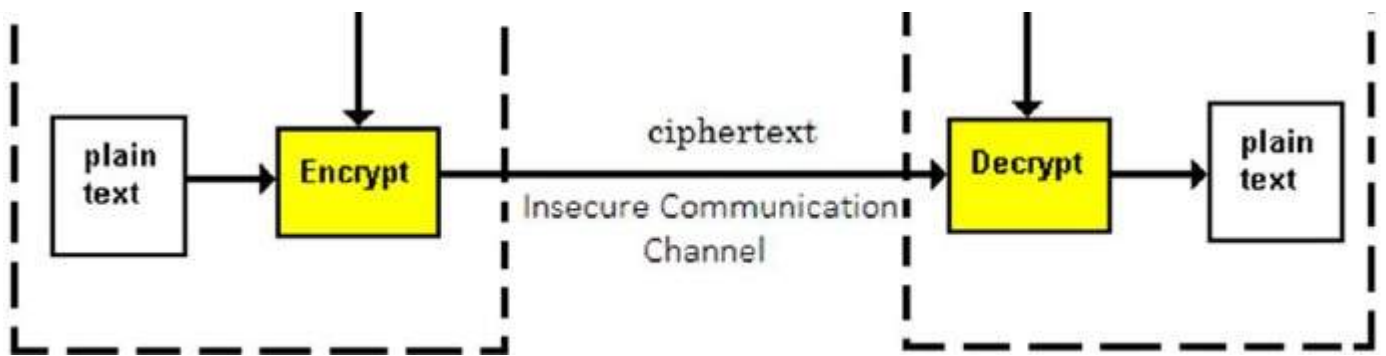 plain
text
Encrypt
ciphertext
Insecure Communication
Channel
Decrypt
plain
text